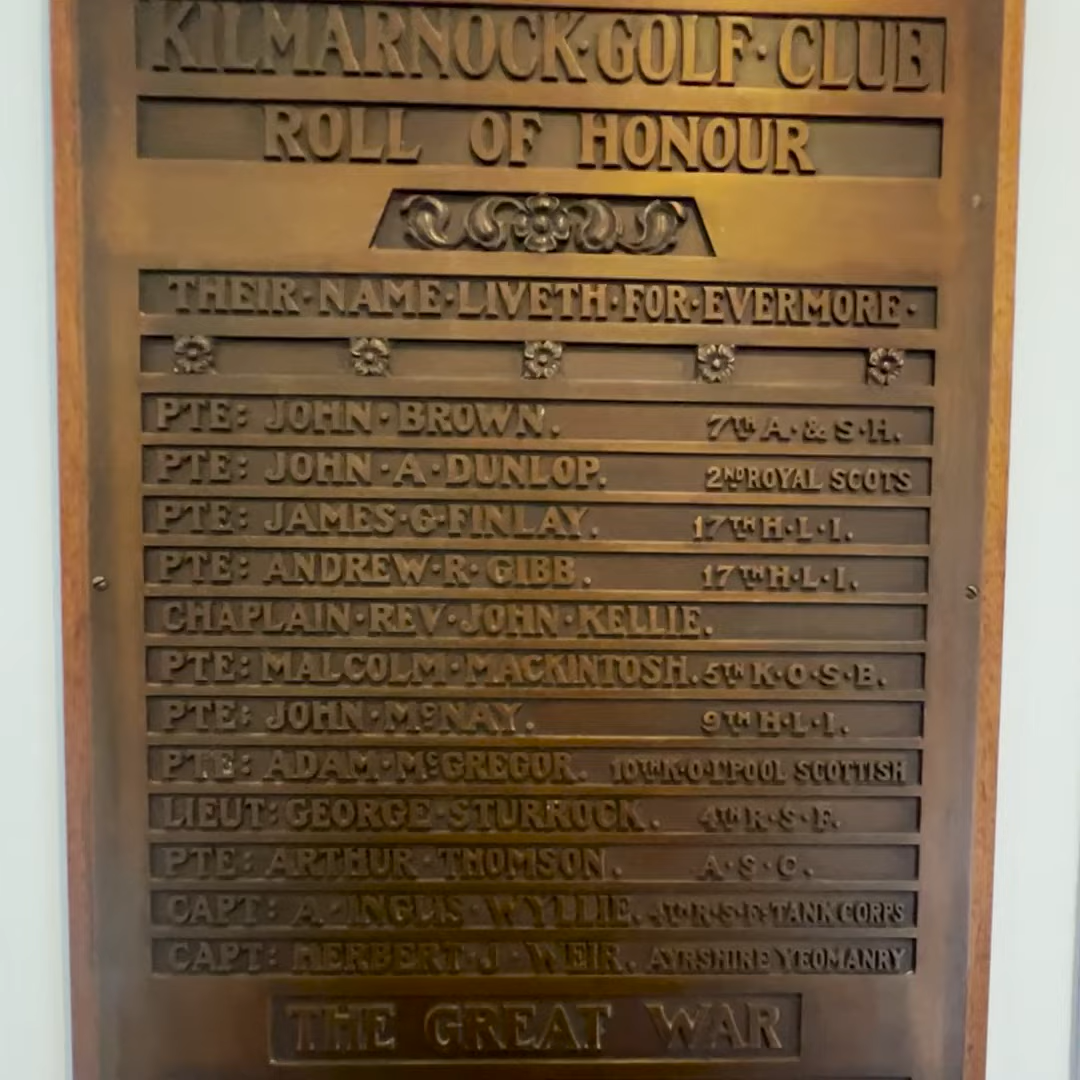 KILMARNOCK·GOLF·CLUB
ROLL OF HONOUR
THEIR·NAME·LIVETH·FOR·EVERMORE·
PTE: JOHN·BROWN. 7TH A·&·S·H.
PTE: JOHN·A·DUNLOP. 2ND ROYAL SCOTS
PTE: JAMES·G·FINLAY. 17TH H·L·I.
PTE: ANDREW·R·GIBB. 17TH H·L·I.
CHAPLAIN·REV·JOHN·KELLIE.
PTE: MALCOLM·MACKINTOSH. 5TH K·O·S·B.
PTE: JOHN·McNAY. 9TH H·L·I.
PTE: ADAM·McGREGOR. 10TH K·O·L'POOL SCOTTISH
LIEUT: GEORGE·STURROCK. 4TH R·S·F.
PTE: ARTHUR·THOMSON. A·S·C.
CAPT: A·INGLIS·WYLLIE. 4TH R·S·F: TANK CORPS
CAPT: HERBERT·J·WEIR. AYRSHIRE YEOMANRY
THE GREAT WAR